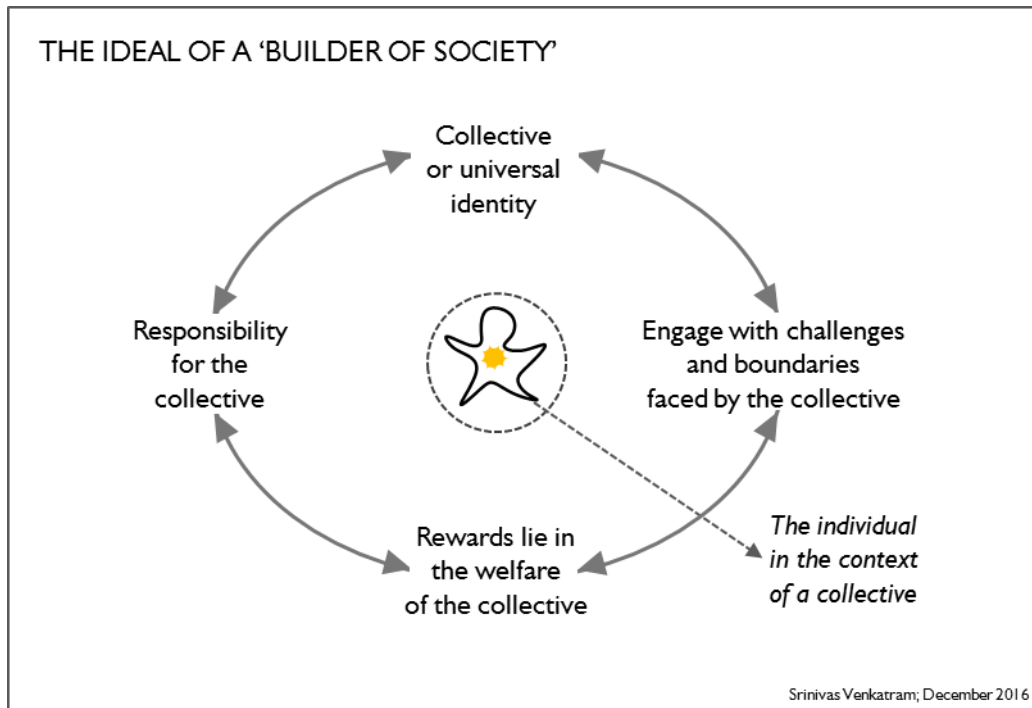 THE IDEAL OF A ‘BUILDER OF SOCIETY’
Collective
or universal
identity
Responsibility
for the
collective
Engage with challenges
and boundaries
faced by the collective
Rewards lie in
the welfare
of the collective
The individual
in the context
of a collective
Srinivas Venkatram; December 2016